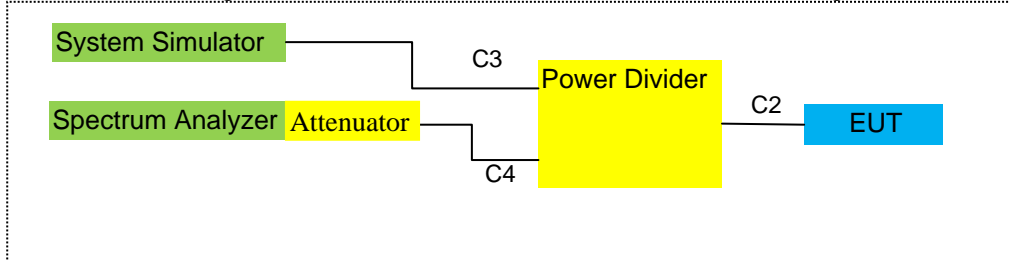 System Simulator
C3
Power Divider
C2
Spectrum Analyzer
Attenuator
EUT
C4